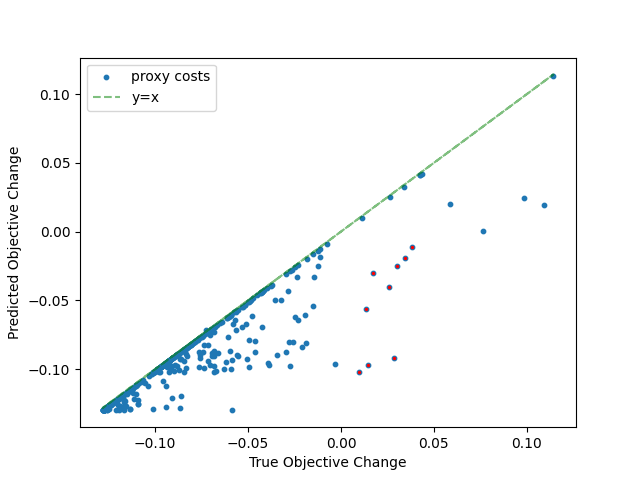 proxy costs
y=x
0.10
0.05
0.00
−0.05
−0.10
Predicted Objective Change
−0.10 −0.05 0.00 0.05 0.10
True Objective Change